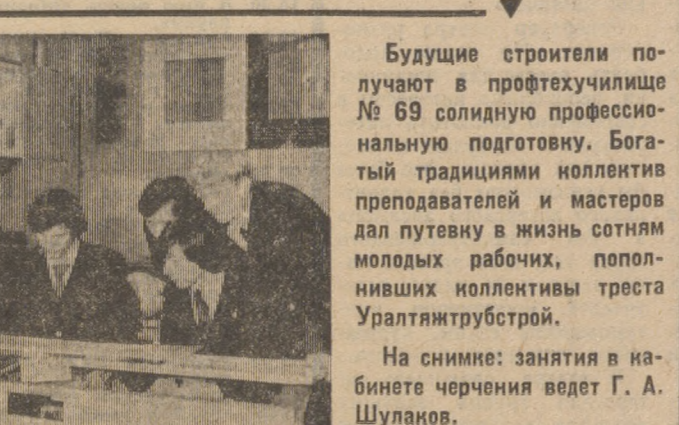 Будущие строители по-
лучают в профтехучилище
№ 69 солидную профессио-
нальную подготовку. Бога-
тый традициями коллектив
преподавателей и мастеров
дал путевку в жизнь сотням
молодых рабочих, попол-
нивших коллективы треста
Уралтяжтрубстрой.
На снимке: занятия в ка-
бинете черчения ведет Г. А.
Шулаков.